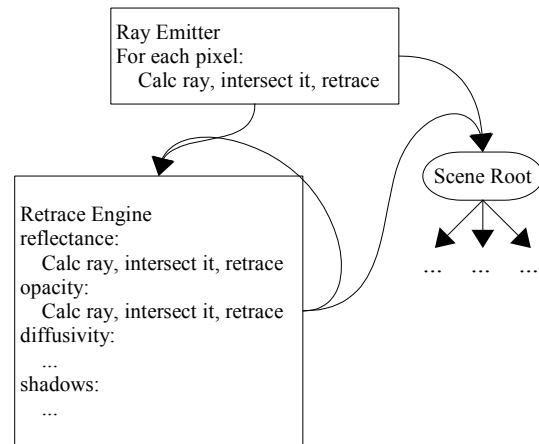 Ray Emitter
For each pixel:
Calc ray, intersect it, retrace
Scene Root
... ... ...
Retrace Engine
reflectance:
Calc ray, intersect it, retrace
opacity:
Calc ray, intersect it, retrace
diffusivity:
...
shadows:
...